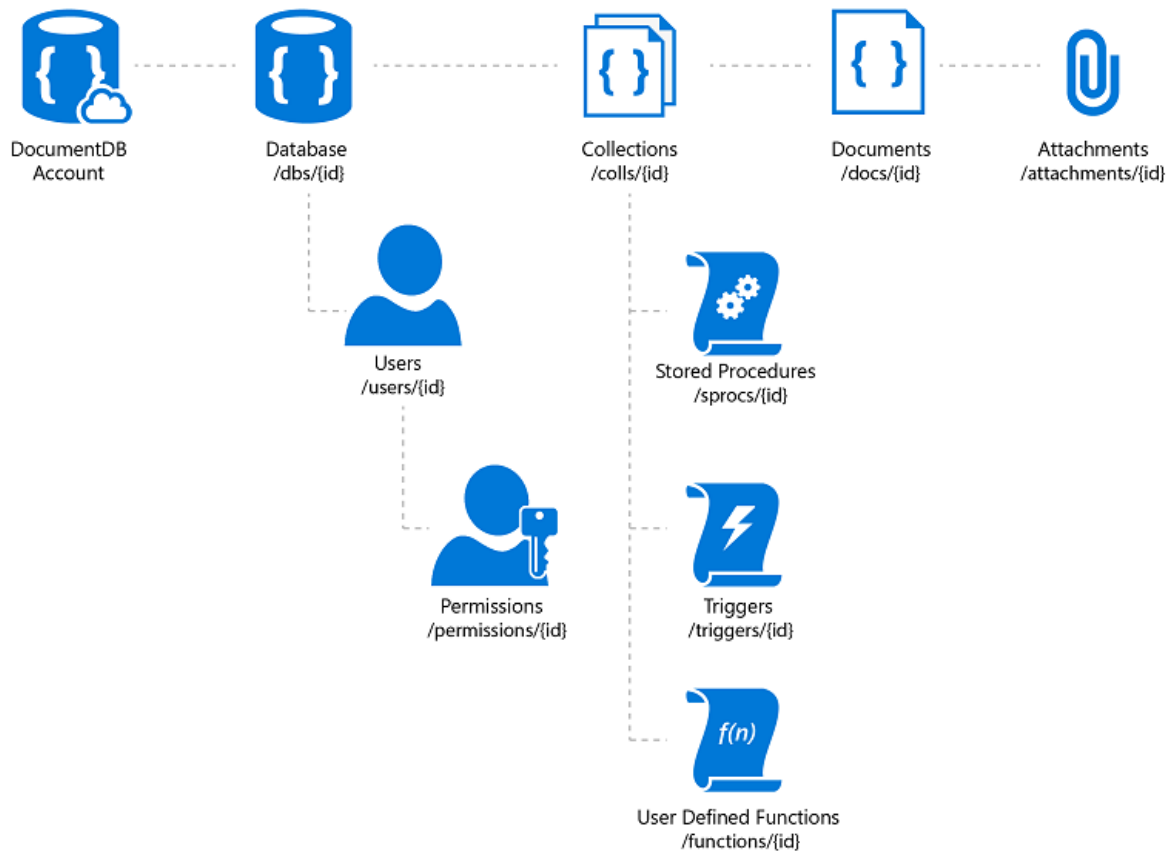 DocumentDB
Account
Database
/dbs/{id}
Collections
/colls/{id}
Documents
/docs/{id}
Attachments
/attachments/{id}
Users
/users/{id}
Stored Procedures
/sprocs/{id}
Permissions
/permissions/{id}
Triggers
/triggers/{id}
f(n)
User Defined Functions
/functions/{id}